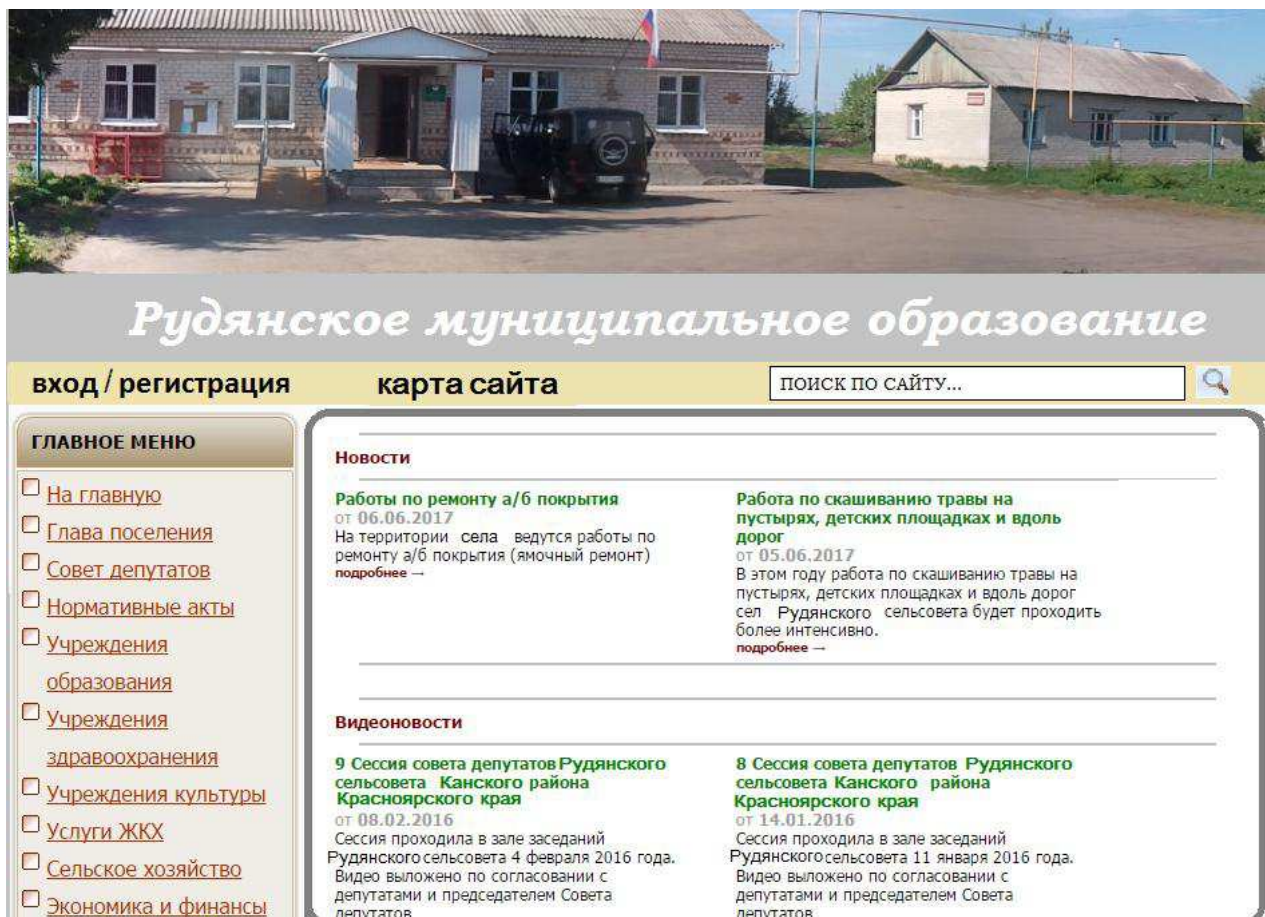 Рудянское муниципальное образование
вход / регистрация
карта сайта
ПОИСК ПО САЙТУ...
ГЛАВНОЕ МЕНЮ
На главную
Глава поселения
Совет депутатов
Нормативные акты
Учреждения
образования
Учреждения
здравоохранения
Учреждения культуры
Услуги ЖКХ
Сельское хозяйство
Экономика и финансы
Новости
Работы по ремонту а/б покрытия
от 06.06.2017
На территории села ведутся работы по
ремонту а/б покрытия (ямочный ремонт)
подробнее →
Работа по скашиванию травы на
пустырях, детских площадках и вдоль
дорог
от 05.06.2017
В этом году работа по скашиванию травы на
пустырях, детских площадках и вдоль дорог
сел Рудянского сельсовета будет проходить
более интенсивно.
подробнее →
Видеоновости
9 Сессия совета депутатов Рудянского
сельсовета Канского района
Красноярского края
от 08.02.2016
Сессия проходила в зале заседаний
Рудянского сельсовета 4 февраля 2016 года.
Видео выложено по согласовании с
депутатами и председателем Совета
депутатов
8 Сессия совета депутатов Рудянского
сельсовета Канского района
Красноярского края
от 14.01.2016
Сессия проходила в зале заседаний
Рудянского сельсовета 11 января 2016 года.
Видео выложено по согласовании с
депутатами и председателем Совета
депутатов